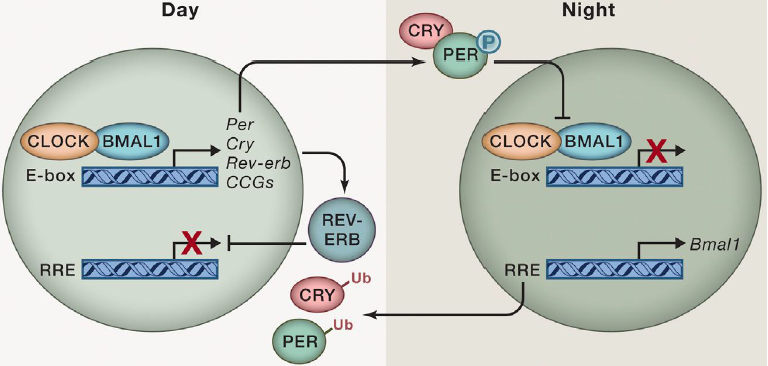 Day
Night
CRY
PER
P
CLOCK
BMAL1
E-box
Per
Cry
Rev-erb
CCGs
CLOCK
BMAL1
E-box
X
X
RRE
REV-
ERB
RRE
Bmal1
CRY
Ub
PER
Ub